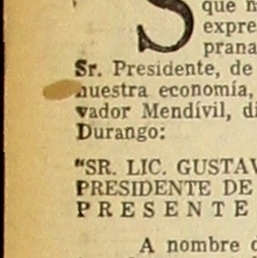 S que
expre
prana
Sr. Presidente, de
nuestra economía,
vador Mendívil, di
Durango:
"SR. LIC. GUSTAV
PRESIDENTE DE
PRESENTE
A nombre d